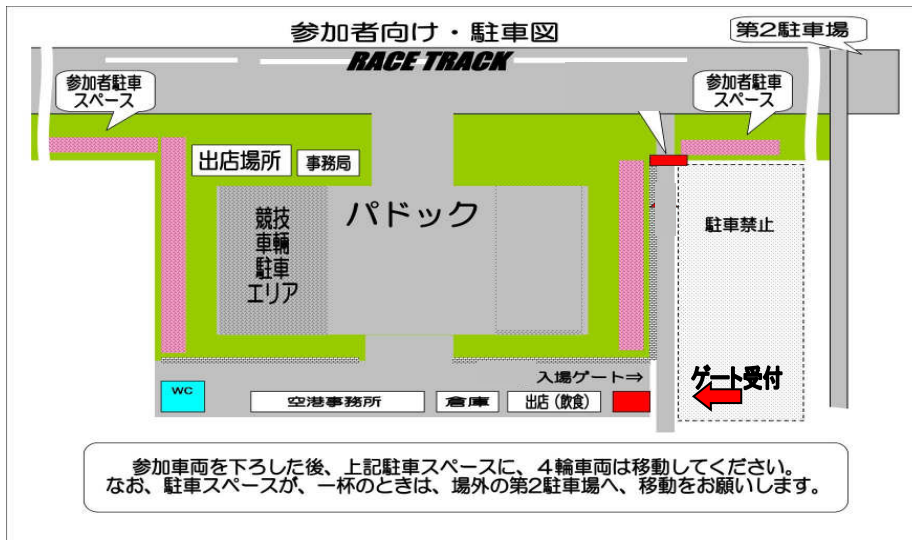 参加者向け・駐車図
第2駐車場
RACE TRACK
参加者駐車
スペース
参加者駐車
スペース
出店場所
事務局
競技
車輛
駐車
エリア
パドック
駐車禁止
入場ゲート⇒
ゲート受付
WC
空港事務所
倉庫
出店（飲食）
参加車両を下ろした後、上記駐車スペースに、４輪車両は移動してください。
なお、駐車スペースが、一杯のときは、場外の第2駐車場へ、移動をお願いします。